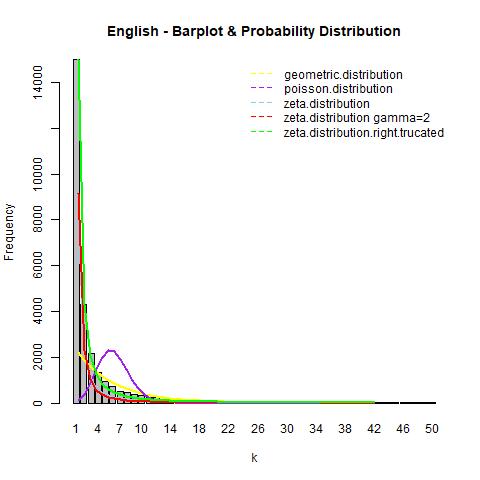 English - Barplot & Probability Distribution
geometric.distribution
poisson.distribution
zeta.distribution
zeta.distribution gamma=2
zeta.distribution.right.trucated
Frequency
14000
10000
8000
6000
4000
2000
0
1 4 7 10 14 18 22 26 30 34 38 42 46 50
k